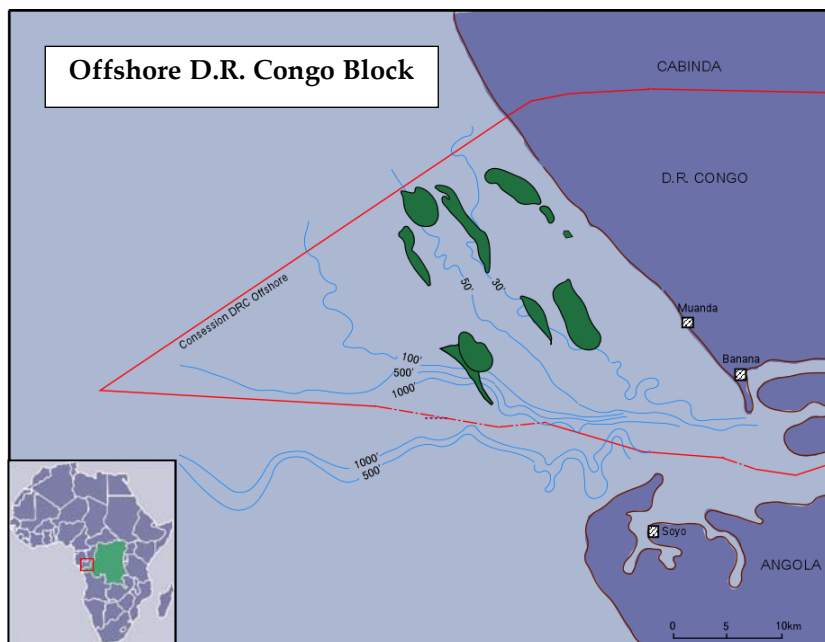 Offshore D.R. Congo Block
CABINDA
D.R. CONGO
Consession DRC Offshore
50'
30'
Muanda
Banana
100'
500'
1000'
1000'
500'
Soyo
ANGOLA
0 5 10km